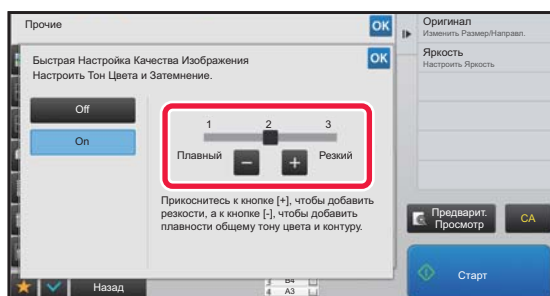 Прочие
OK
Быстрая Настройка Качества Изображения
Настроить Тон Цвета и Затемнение.
OK
Off
On
1 2 3
Плавный
Резкий
Прикоснитесь к кнопке [+], чтобы добавить
резкости, а к кнопке [-], чтобы добавить
плавности общему тону цвета и контуру.
Назад
3 B4
4 A3
Оригинал
Изменить Размер/Направл.
Яркость
Настроить Яркость
Предварит.
Просмотр
CA
Старт